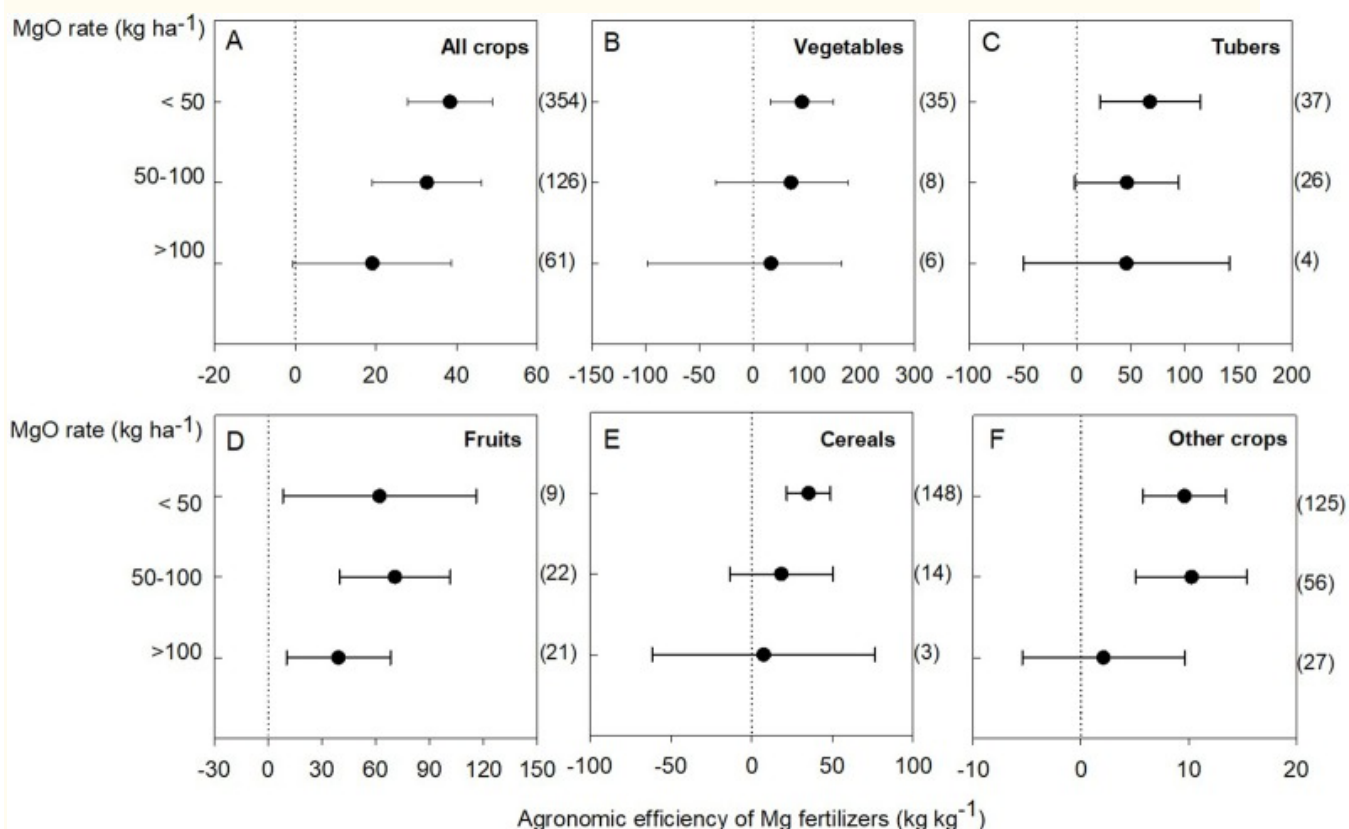 MgO rate (kg ha-1)
A
All crops
B
Vegetables
C
Tubers
< 50
(354)
(35)
(37)
50-100
(126)
(8)
(26)
>100
(61)
(6)
(4)
-20 0 20 40 60
-150 -100 -50 0 50 100 150 200 300
-100 -50 0 50 100 150 200
MgO rate (kg ha-1)
D
Fruits
E
Cereals
F
Other crops
< 50
(9)
(148)
(125)
50-100
(22)
(14)
(56)
>100
(21)
(3)
(27)
-30 0 30 60 90 120 150
-100 -50 0 50 100
-10 0 10 20
Agronomic efficiency of Mg fertilizers (kg kg-1)